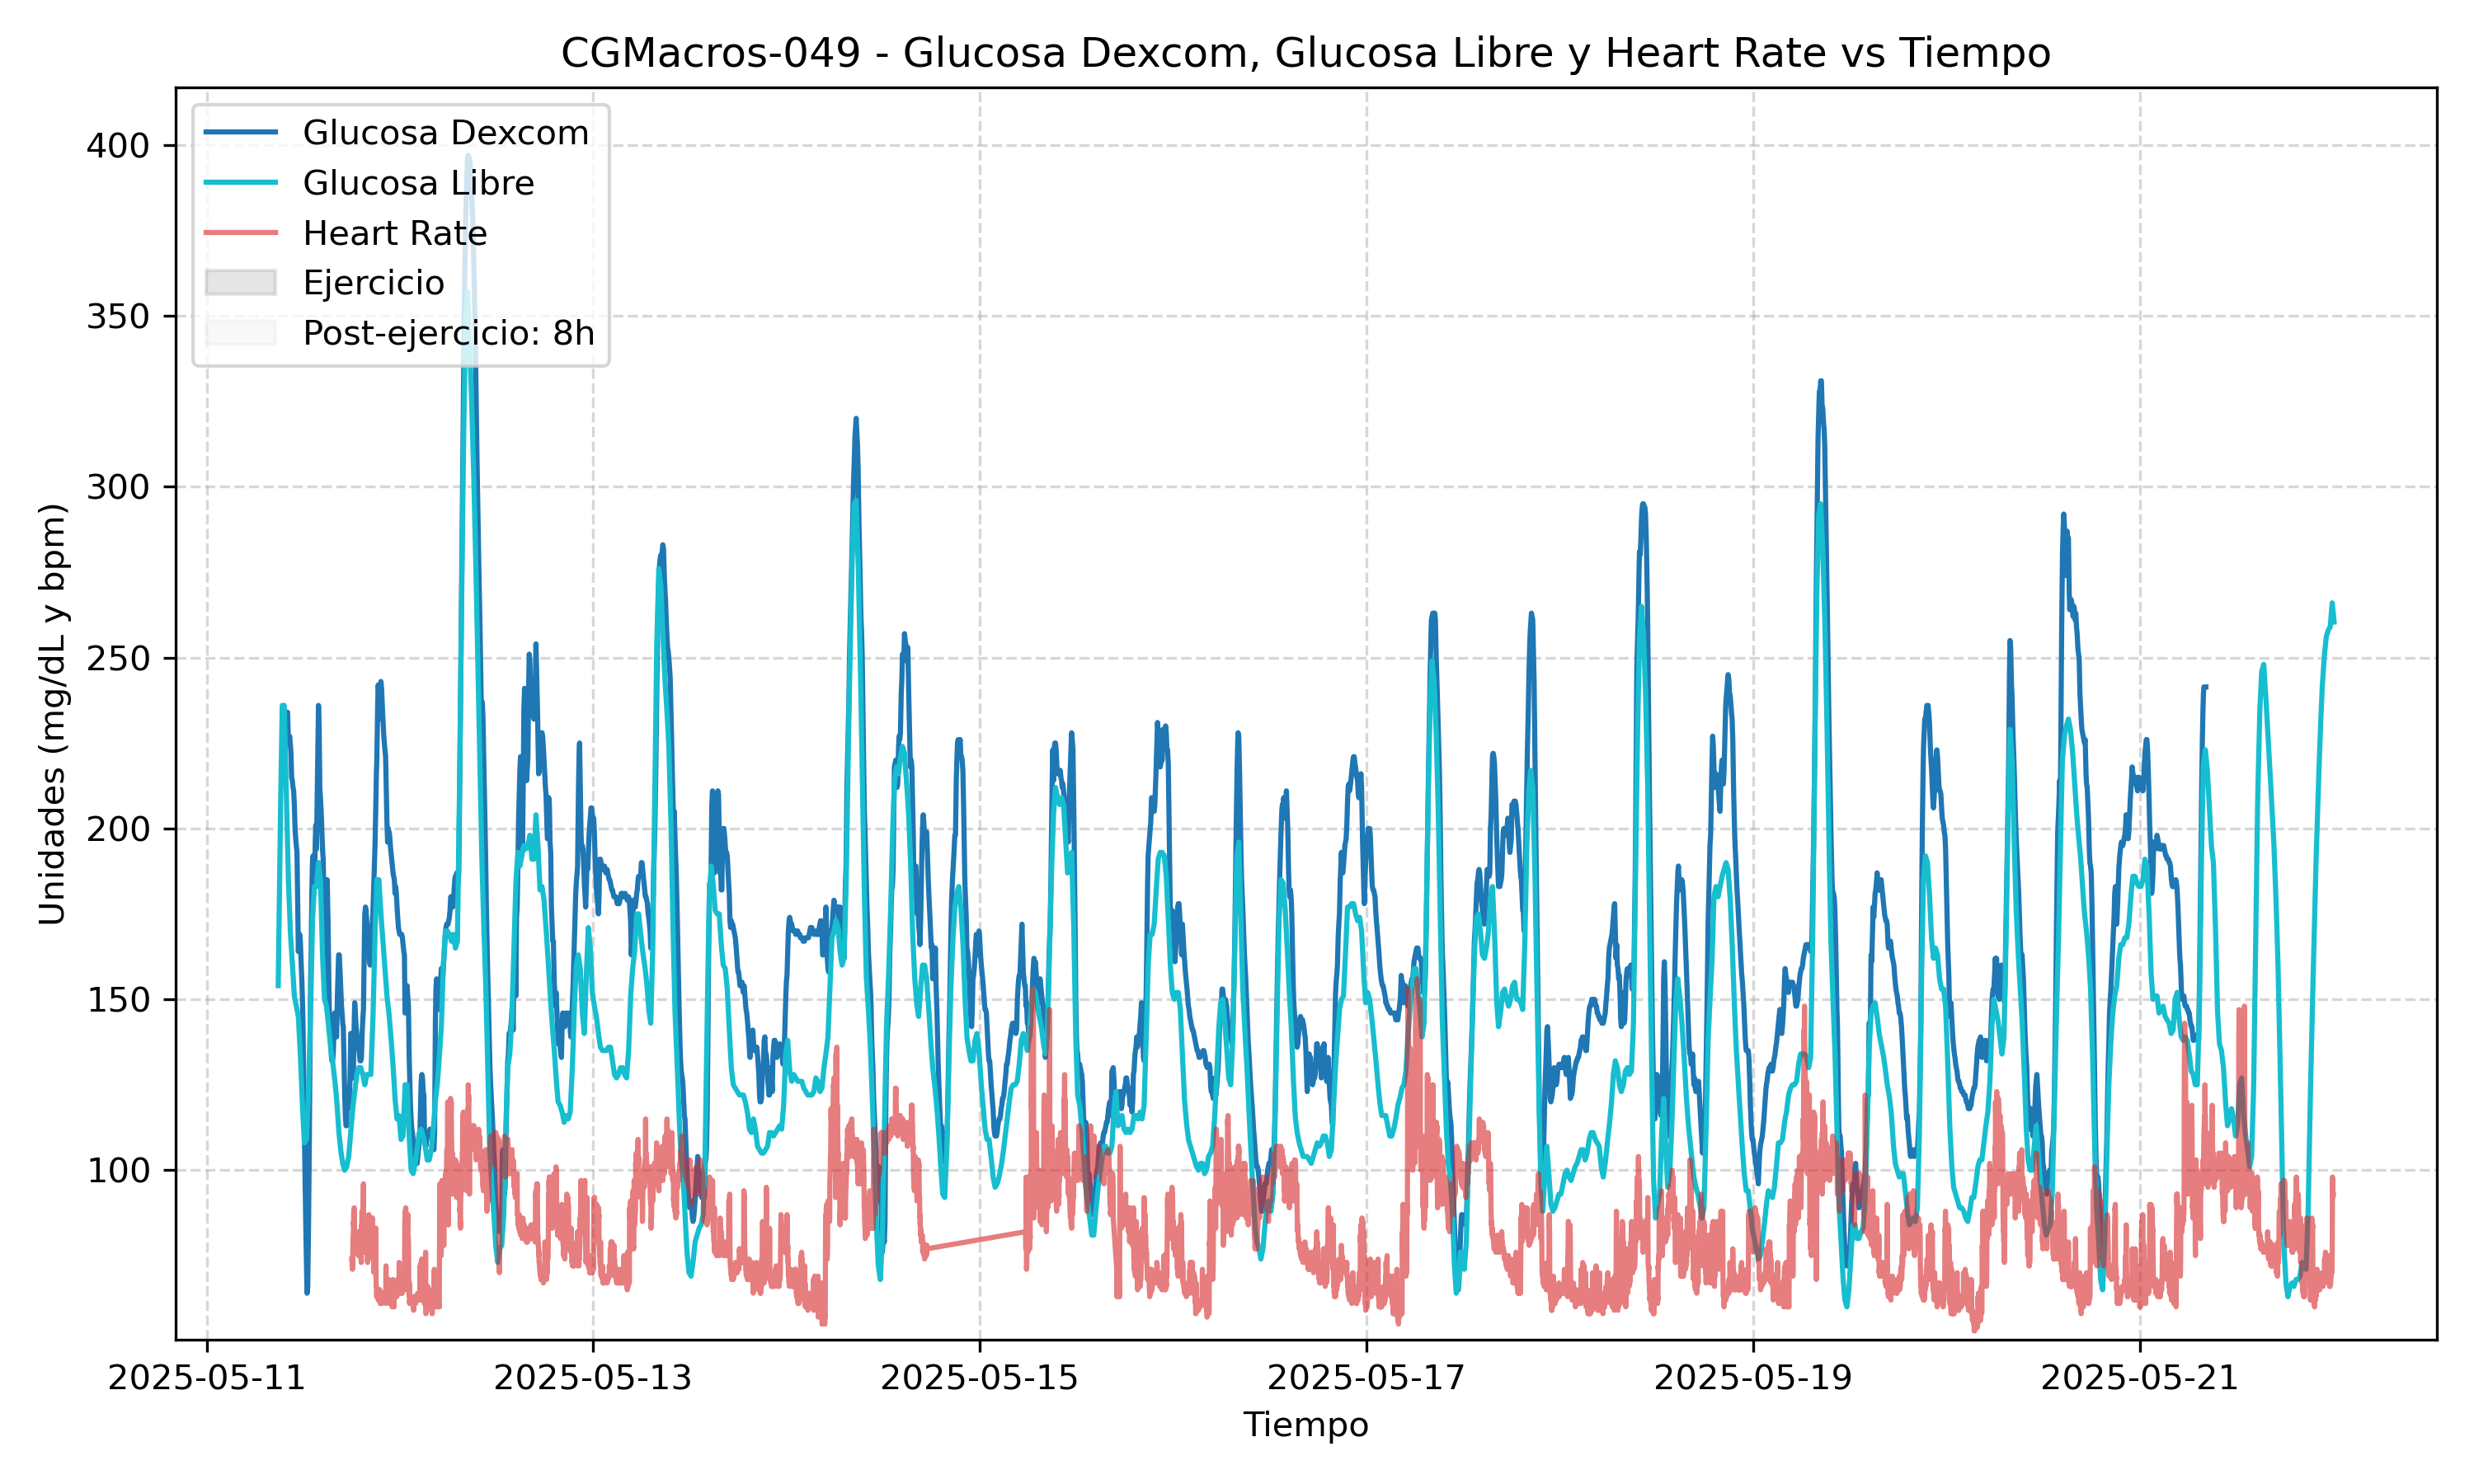 CGMacros-049 - Glucosa Dexcom, Glucosa Libre y Heart Rate vs Tiempo
Glucosa Dexcom
Glucosa Libre
Heart Rate
Ejercicio
Post-ejercicio: 8h
Unidades (mg/dL y bpm)
400
350
300
250
200
150
100
2025-05-11
2025-05-13
2025-05-15
2025-05-17
2025-05-19
2025-05-21
Tiempo